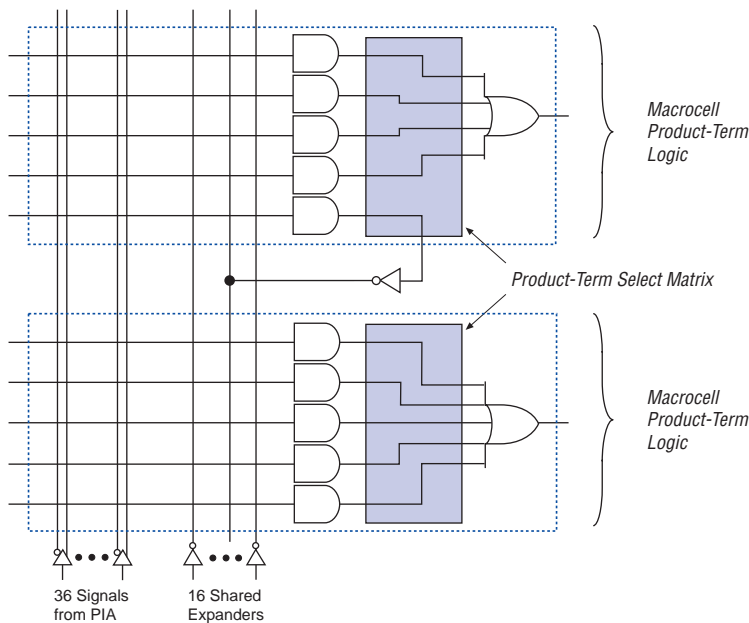 Macrocell
Product-Term
Logic
Product-Term Select Matrix
Macrocell
Product-Term
Logic
36 Signals
from PIA
16 Shared
Expanders